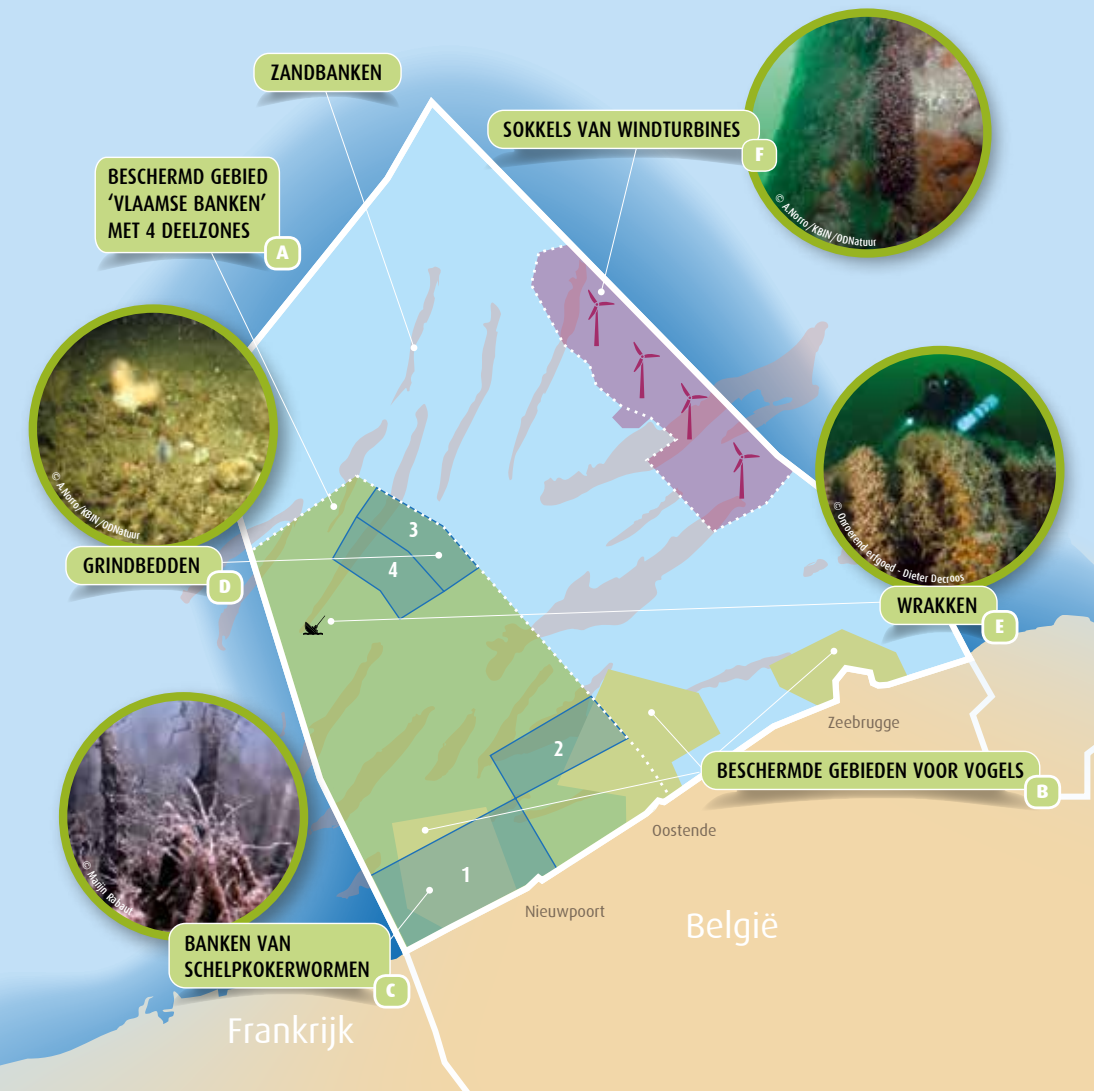 ZANDBANKEN
SOKKELS VAN WINDTURBINES
F
© A.Norro/KBIN/ODNatuur
BESCHERMD GEBIED
‘VLAAMSE BANKEN’
MET 4 DEELZONES
A
© A.Norro/KBIN/ODNatuur
GRINDBEDDEN
D
3
4
© Onroerend erfgoed - Dieter Decroos
WRAKKEN
E
Zeebrugge
2
BESCHERMDE GEBIEDEN VOOR VOGELS
B
Oostende
1
Nieuwpoort
België
© Marijn Rabaut
BANKEN VAN
SCHELPKOKERWORMEN
C
Frankrijk